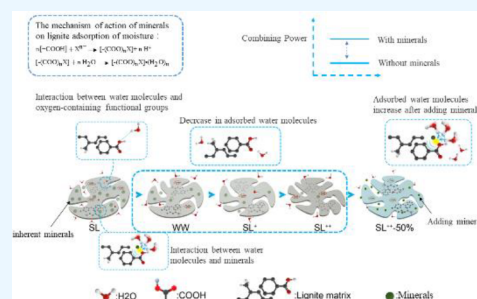 The mechanism of action of minerals
on lignite adsorption of moisture :
n[−COOH] + Xⁿ⁺ → [-(COO)ₙX]+ n H⁺
[-(COO)ₙX] + n H₂O → [-(COO)ₙX]•(H₂O)ₙ
Combining Power
With minerals
Without minerals
Interaction between water molecules and
oxygen-containing functional groups
Decrease in adsorbed water molecules
Adsorbed water molecules
increase after adding mineral
inherent minerals
SL
WW
SL⁺
SL⁺⁺
SL⁺⁺-50%
Adding miner
Interaction between water
molecules and minerals
:H2O
:COOH
:Lignite matrix
:Minerals